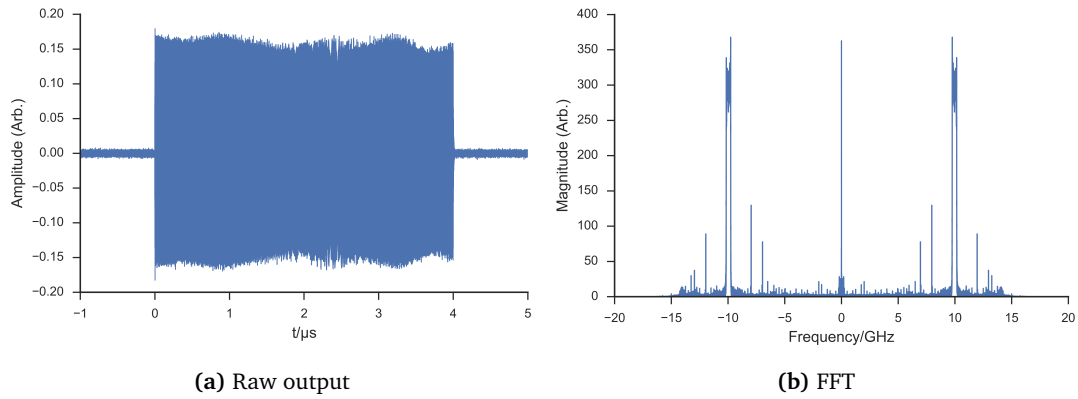 0.20
0.15
0.10
0.05
0.00
−0.05
−0.10
−0.15
−0.20
Amplitude (Arb.)
−1 0 1 2 3 4 5
t/µs
(a) Raw output
400
350
300
250
200
150
100
50
0
Magnitude (Arb.)
−20 −15 −10 −5 0 5 10 15 20
Frequency/GHz
(b) FFT